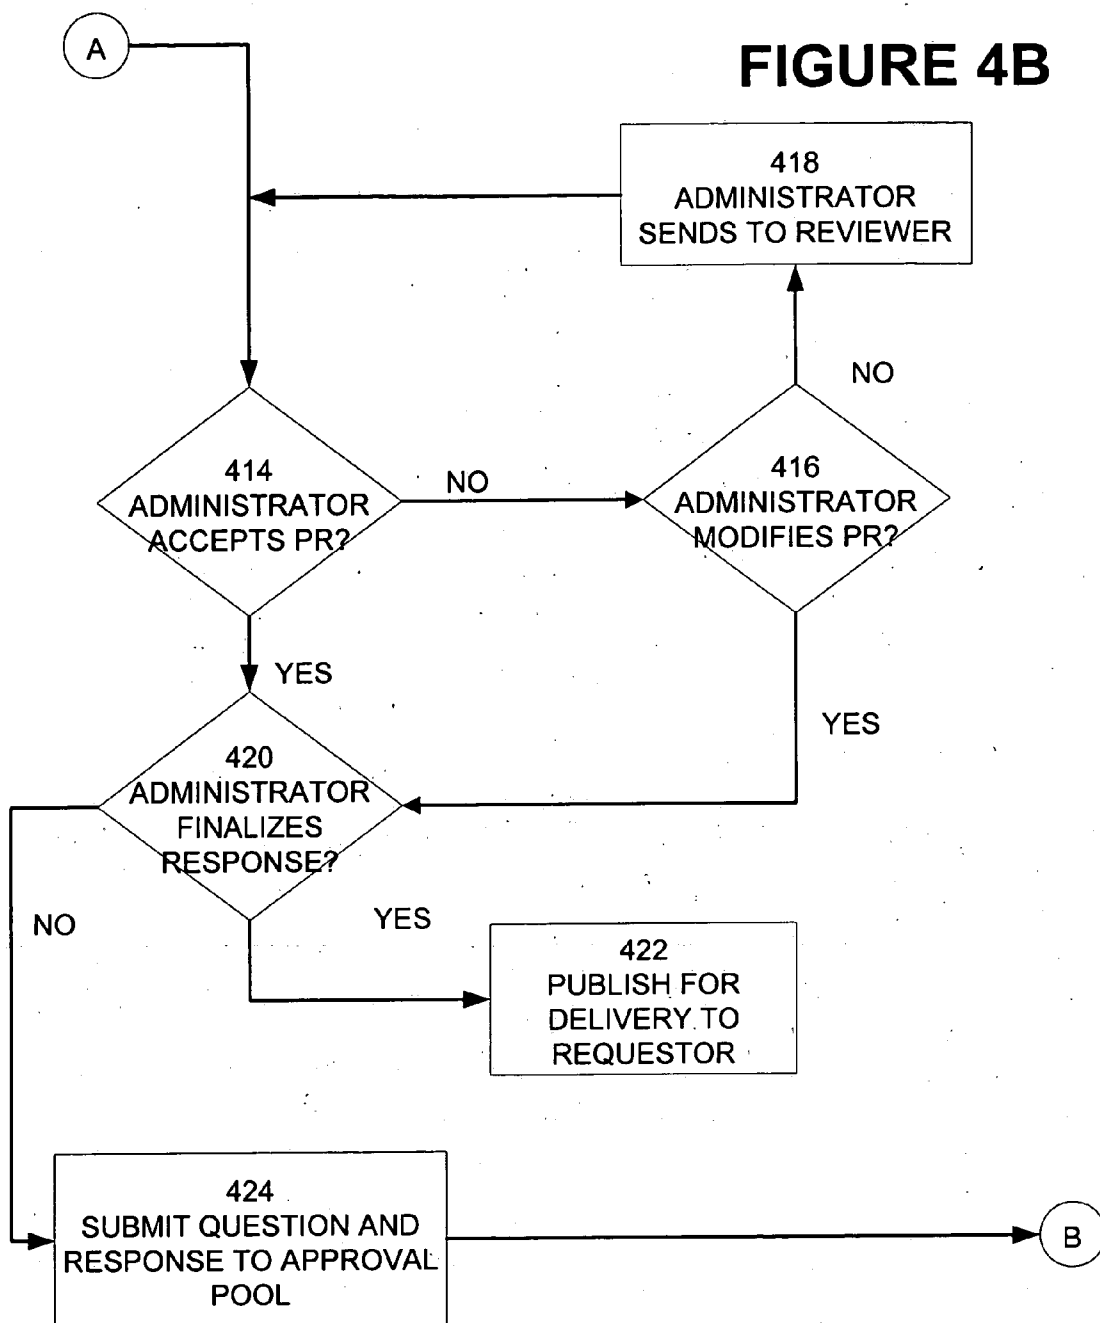 A
FIGURE 4B
418
ADMINISTRATOR
SENDS TO REVIEWER
NO
414
ADMINISTRATOR
ACCEPTS PR?
NO
416
ADMINISTRATOR
MODIFIES PR?
YES
YES
420
ADMINISTRATOR
FINALIZES
RESPONSE?
NO
YES
422
PUBLISH FOR
DELIVERY TO
REQUESTOR
424
SUBMIT QUESTION AND
RESPONSE TO APPROVAL
POOL
B